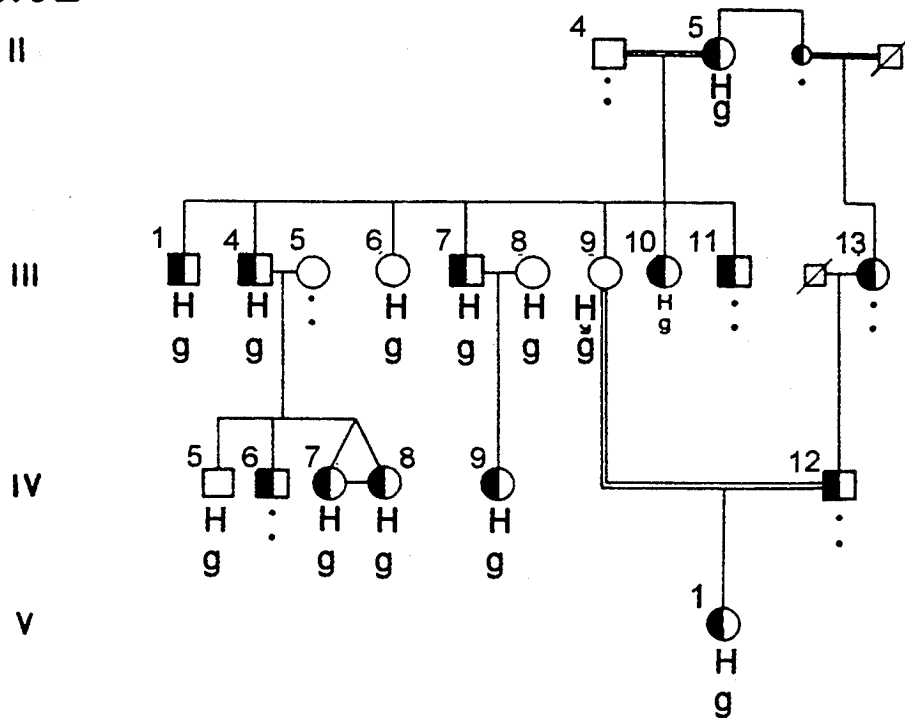 II
4 5
H
g
III
1 4 5 6 7 8 9 10 11 13
H H : H H H H H : :
g g g g g g g
IV
5 6 7 8 9 12
H : H H H :
g g g g
V
1
H
g